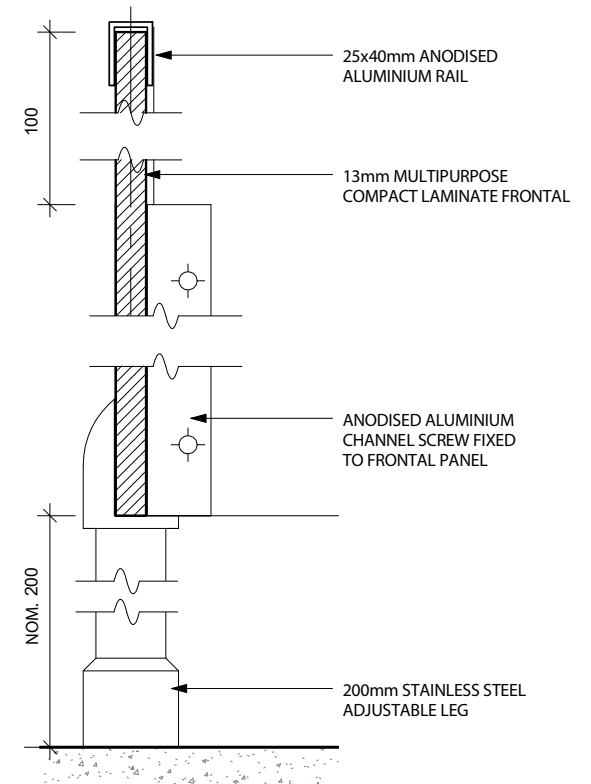 25x40mm ANODISED
ALUMINIUM RAIL
100
13mm MULTIPURPOSE
COMPACT LAMINATE FRONTAL
ANODISED ALUMINIUM
CHANNEL SCREW FIXED
TO FRONTAL PANEL
NOM. 200
200mm STAINLESS STEEL
ADJUSTABLE LEG